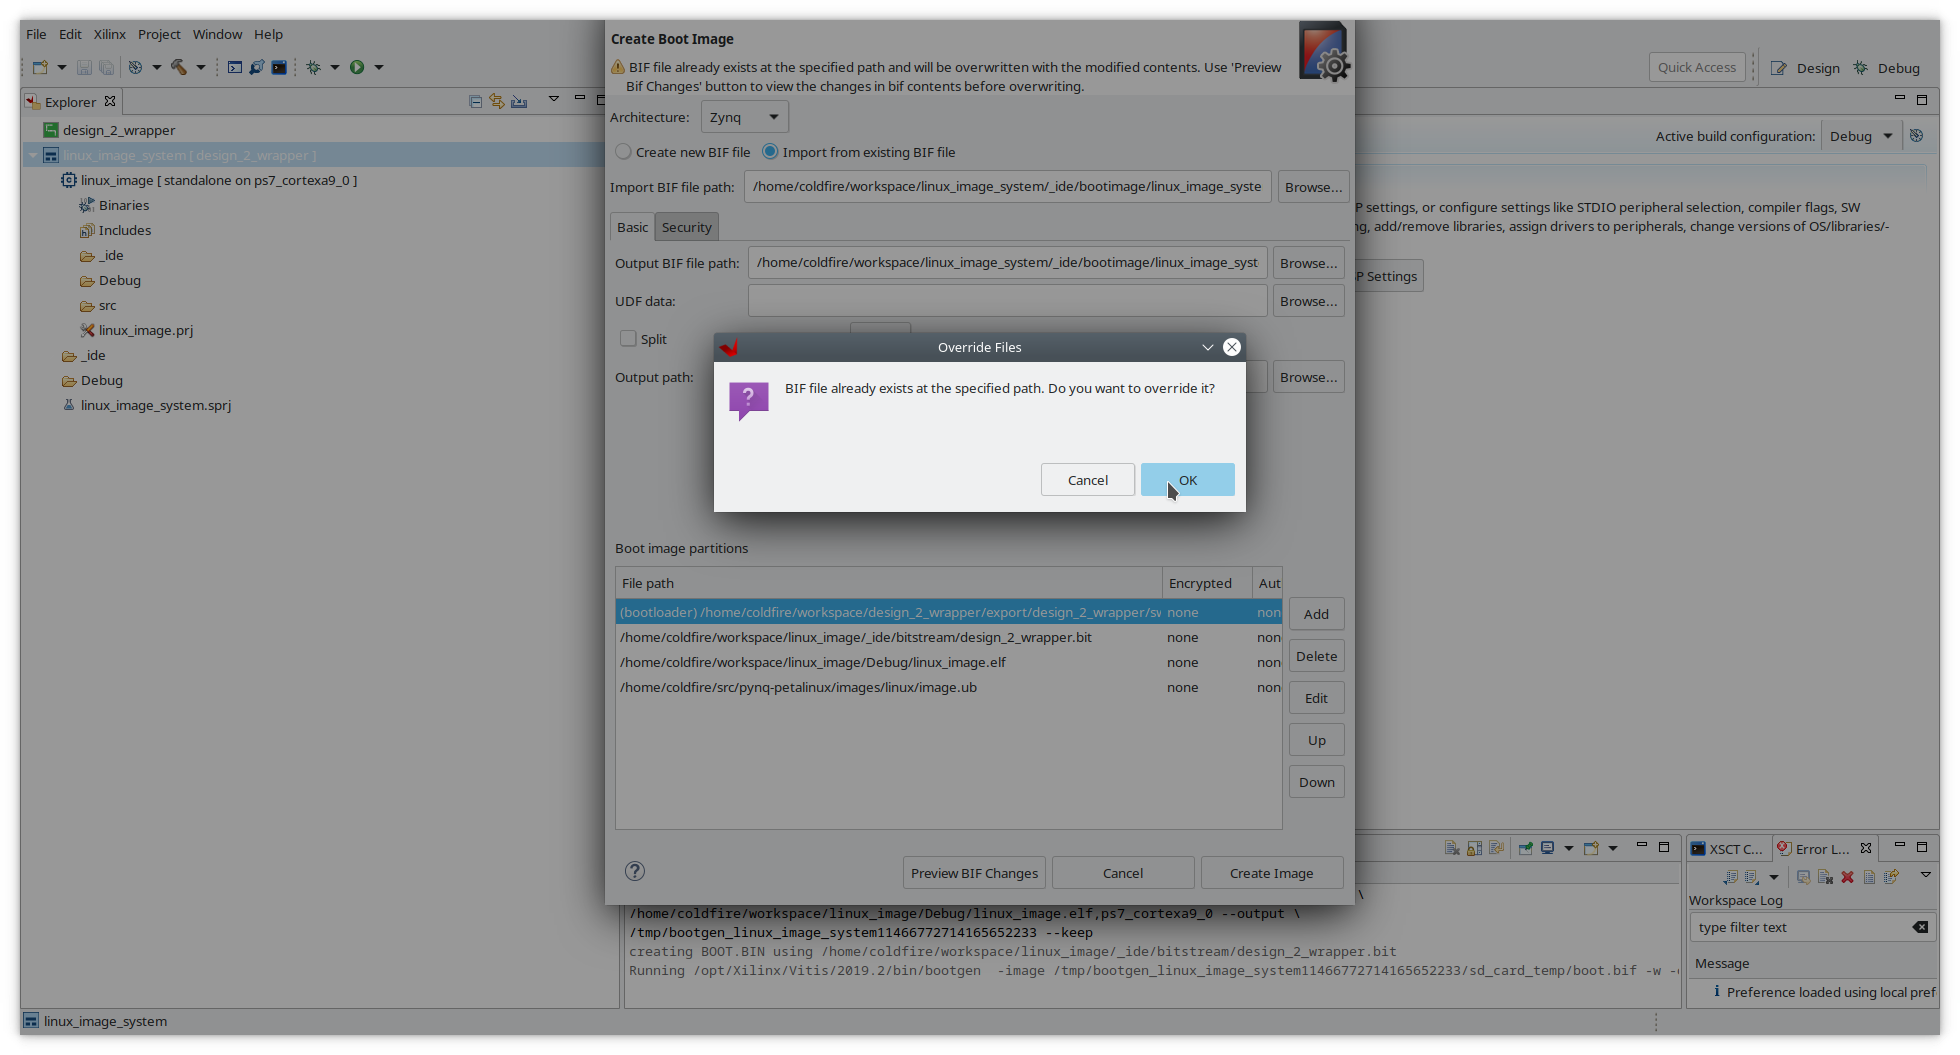 File Edit Xilinx Project Window Help
Quick Access Design Debug
Explorer
design_2_wrapper
linux_image_system [ design_2_wrapper ]
linux_image [ standalone on ps7_cortexa9_0 ]
Binaries
Includes
_ide
Debug
src
linux_image.prj
_ide
Debug
linux_image_system.sprj
Create Boot Image
BIF file already exists at the specified path and will be overwritten with the modified contents. Use 'Preview
Bif Changes' button to view the changes in bif contents before overwriting.
Architecture: Zynq
Create new BIF file Import from existing BIF file
Import BIF file path: /home/coldfire/workspace/linux_image_system/_ide/bootimage/linux_image_syste Browse...
Basic Security
Output BIF file path: /home/coldfire/workspace/linux_image_system/_ide/bootimage/linux_image_syst Browse...
UDF data: Browse...
Split
Output path: Browse...
Override Files
BIF file already exists at the specified path. Do you want to override it?
Cancel OK
Boot image partitions
File path Encrypted Aut
(bootloader) /home/coldfire/workspace/design_2_wrapper/export/design_2_wrapper/sw none non
/home/coldfire/workspace/linux_image/_ide/bitstream/design_2_wrapper.bit none non
/home/coldfire/workspace/linux_image/Debug/linux_image.elf none non
/home/coldfire/src/pynq-petalinux/images/linux/image.ub none non
Add
Delete
Edit
Up
Down
Preview BIF Changes Cancel Create Image
Active build configuration: Debug
P settings, or configure settings like STDIO peripheral selection, compiler flags, SW
ng, add/remove libraries, assign drivers to peripherals, change versions of OS/libraries/-
P Settings
\
/home/coldfire/workspace/linux_image/Debug/linux_image.elf,ps7_cortexa9_0 --output \
/tmp/bootgen_linux_image_system11466772714165652233 --keep
creating BOOT.BIN using /home/coldfire/workspace/linux_image/_ide/bitstream/design_2_wrapper.bit
Running /opt/Xilinx/Vitis/2019.2/bin/bootgen -image /tmp/bootgen_linux_image_system11466772714165652233/sd_card_temp/boot.bif -w -
XSCT C... Error L...
Workspace Log
type filter text
Message
Preference loaded using local pref
linux_image_system